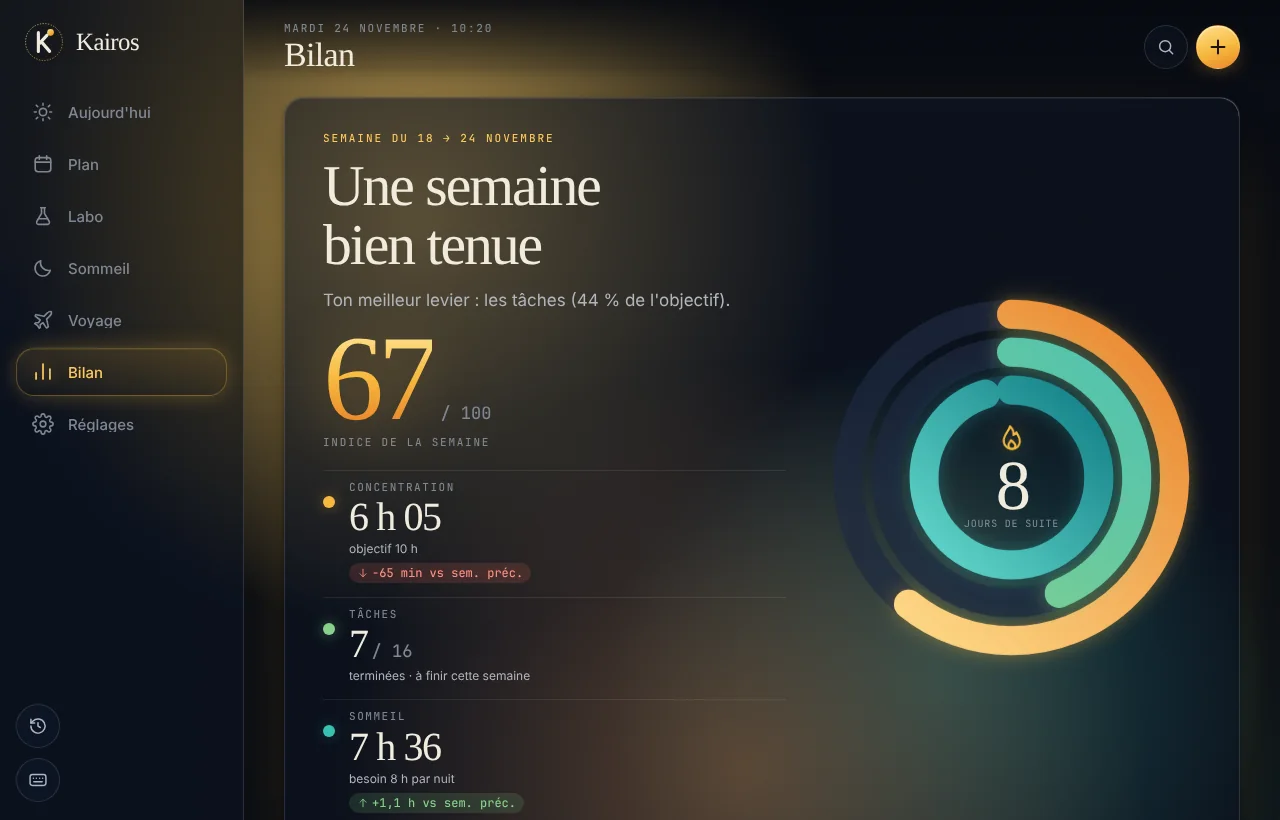 Kairos
Aujourd'hui
Plan
Labo
Sommeil
Voyage
Bilan
Réglages
MARDI 24 NOVEMBRE · 10:20
Bilan
SEMAINE DU 18 → 24 NOVEMBRE
Une semaine
bien tenue
Ton meilleur levier : les tâches (44 % de l'objectif).
67 / 100
INDICE DE LA SEMAINE
CONCENTRATION
6 h 05
objectif 10 h
↓ -65 min vs sem. préc.
TÂCHES
7 / 16
terminées · à finir cette semaine
SOMMEIL
7 h 36
besoin 8 h par nuit
↑ +1,1 h vs sem. préc.
8
JOURS DE SUITE